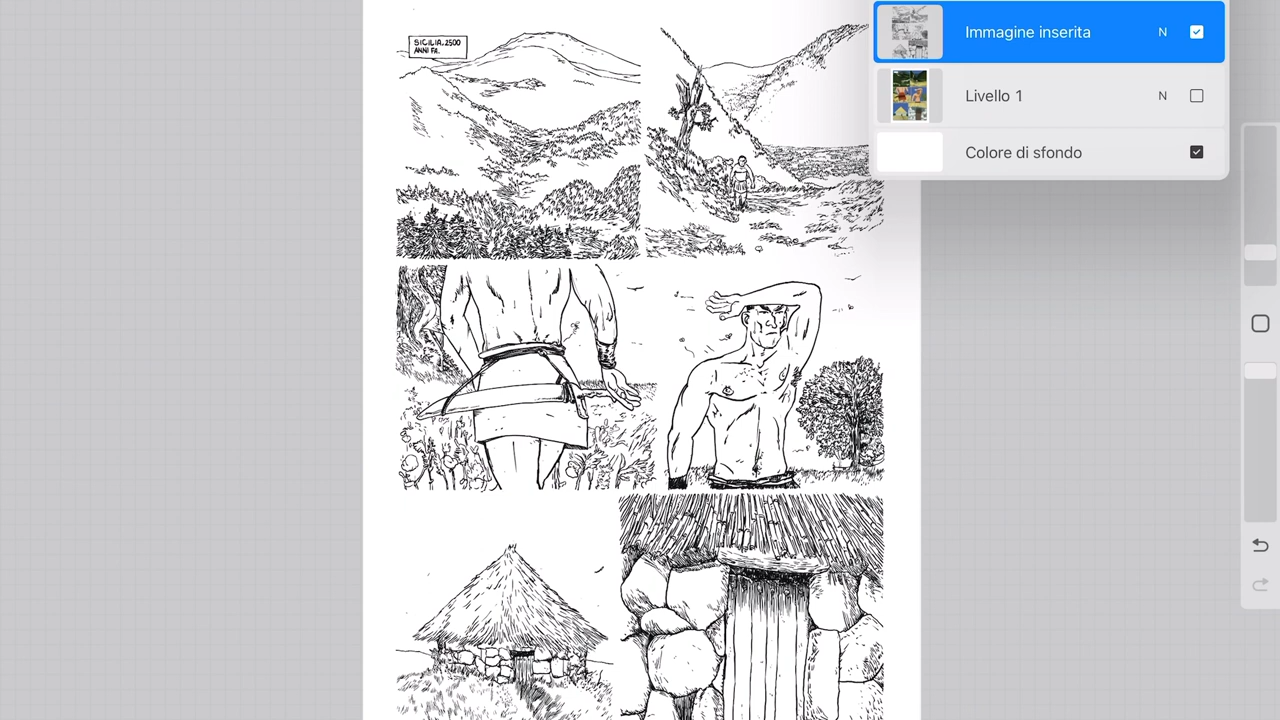 SICILIA, 2500
ANNI FA.
Immagine inserita N
Livello 1 N
Colore di sfondo